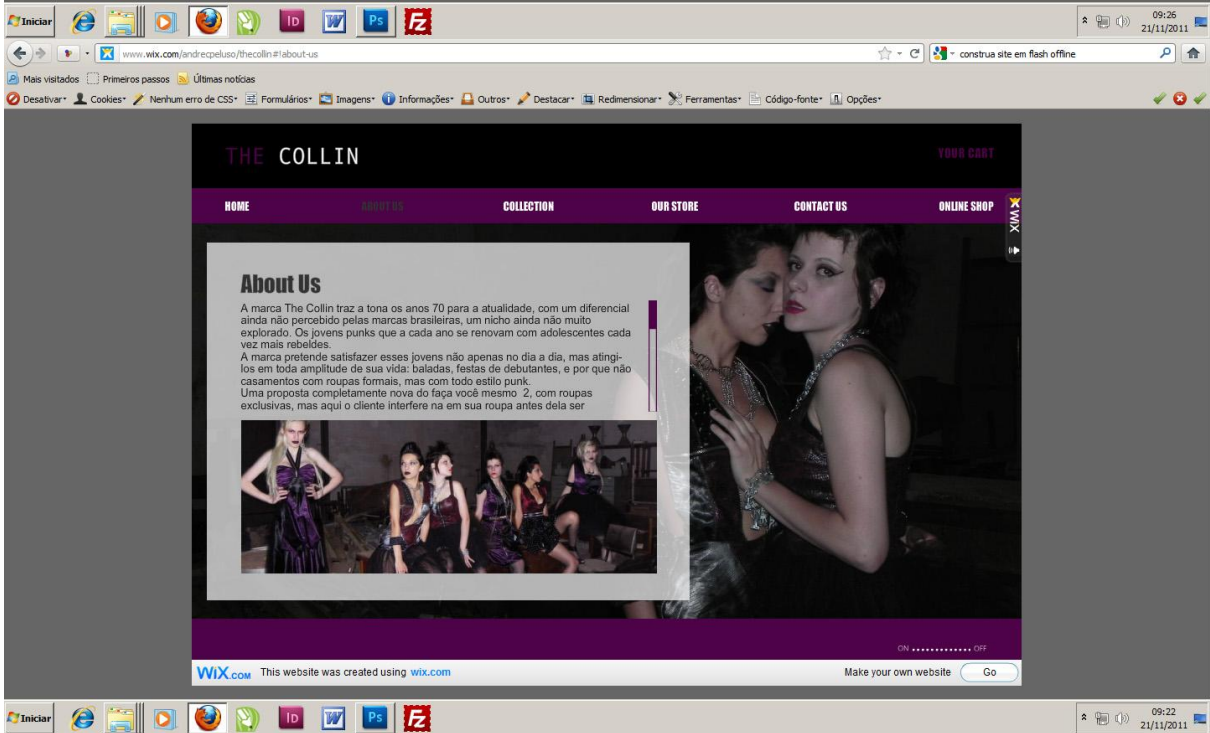 Iniciar
09:26
21/11/2011
www.wix.com/andrecpeluso/thecollin#!about-us
construa site em flash offline
Mais visitados Primeiros passos Últimas notícias
Desativar Cookies Nenhum erro de CSS Formulários Imagens Informações Outros Destacar Redimensionar Ferramentas Código-fonte Opções
THE COLLIN
YOUR CART
HOME ABOUT US COLLECTION OUR STORE CONTACT US ONLINE SHOP
WiX
About Us
A marca The Collin traz a tona os anos 70 para a atualidade, com um diferencial
ainda não percebido pelas marcas brasileiras, um nicho ainda não muito
explorado. Os jovens punks que a cada ano se renovam com adolescentes cada
vez mais rebeldes.
A marca pretende satisfazer esses jovens não apenas no dia a dia, mas atingi-
los em toda amplitude de sua vida: baladas, festas de debutantes, e por que não
casamentos com roupas formais, mas com todo estilo punk.
Uma proposta completamente nova do faça você mesmo 2, com roupas
exclusivas, mas aqui o cliente interfere na em sua roupa antes dela ser
ON ............. OFF
WiX.COM This website was created using wix.com
Make your own website Go
Iniciar
09:22
21/11/2011